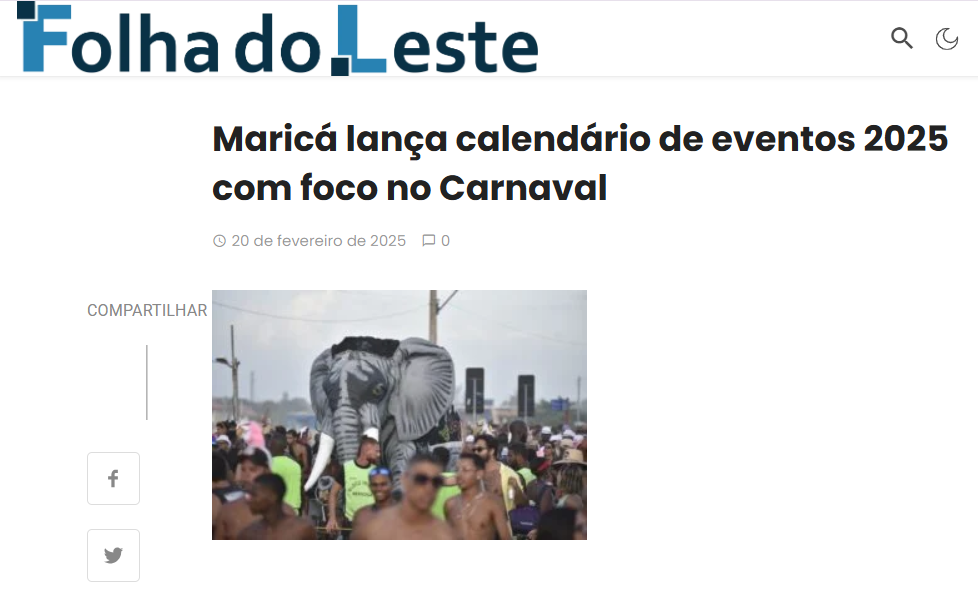 Folha do Leste
Maricá lança calendário de eventos 2025
com foco no Carnaval
20 de fevereiro de 2025 0
COMPARTILHAR